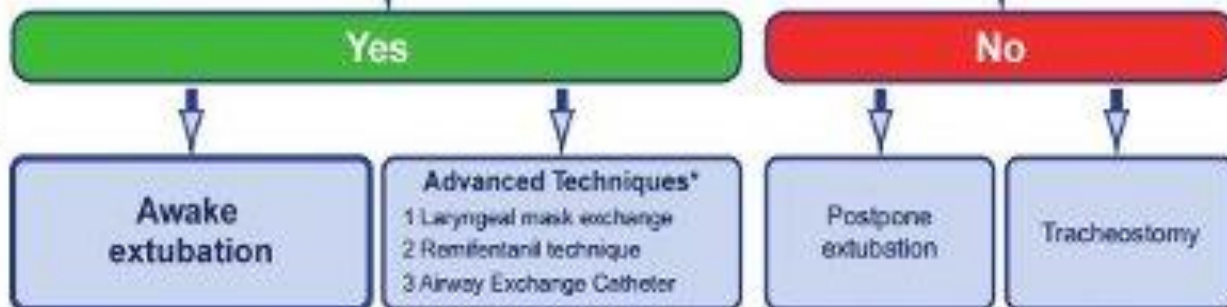 Yes
No
Awake
extubation
Advanced Techniques*
1 Laryngeal mask exchange
2 Remifentanil technique
3 Airway Exchange Catheter
Postpone
extubation
Tracheostomy